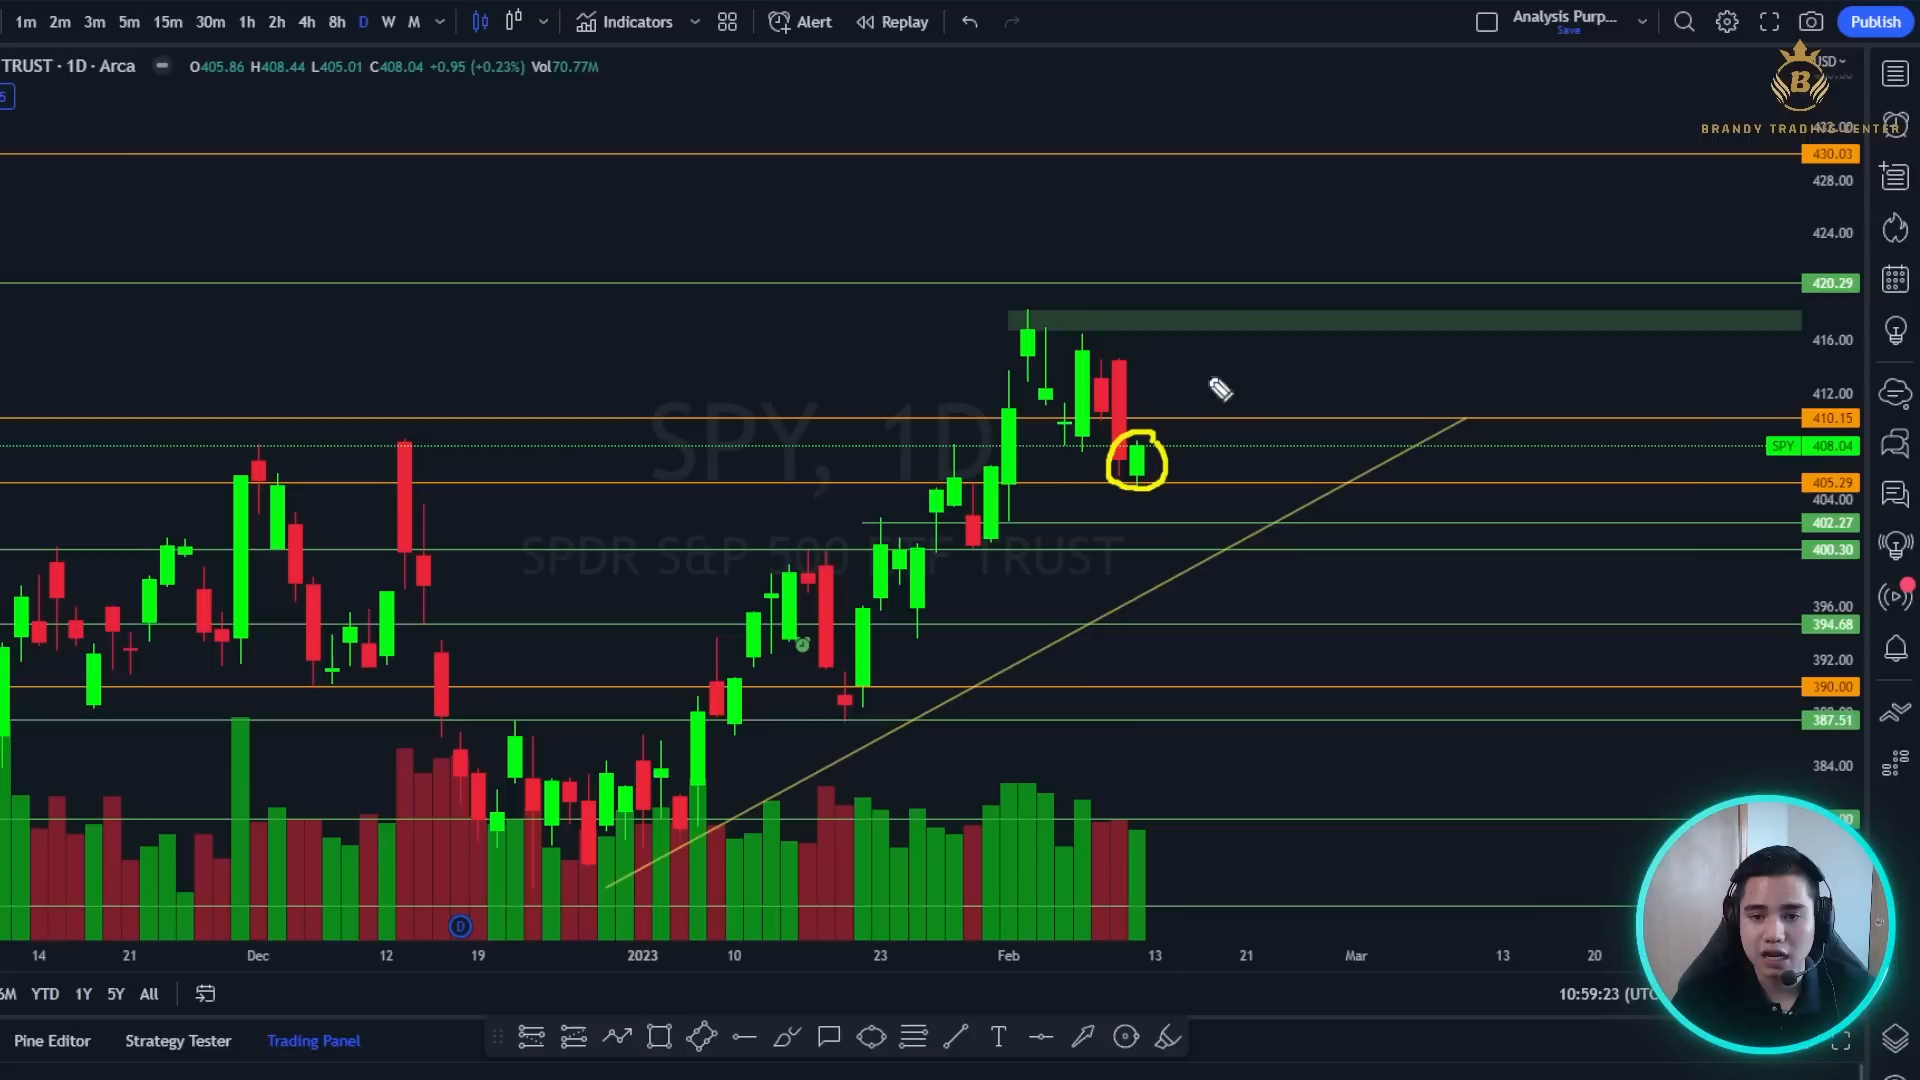 1m 2m 3m 5m 15m 30m 1h 2h 4h 8h D W M Indicators Alert Replay Analysis Purp... Publish
Save
TRUST · 1D · Arca O405.86 H408.44 L405.01 C408.04 +0.95 (+0.23%) Vol70.77M
USD
B
5
BRANDY TRADING CENTER
430.03
428.00
424.00
420.29
416.00
412.00
410.15
SPY 408.04
SPY, 1D
405.29
404.00
402.27
400.30
SPDR S&P 500 ETF TRUST
396.00
394.68
392.00
390.00
387.51
384.00
D
14 21 Dec 12 19 2023 10 23 Feb 13 21 Mar 13 20
6M YTD 1Y 5Y All 10:59:23 (UTC
Pine Editor Strategy Tester Trading Panel